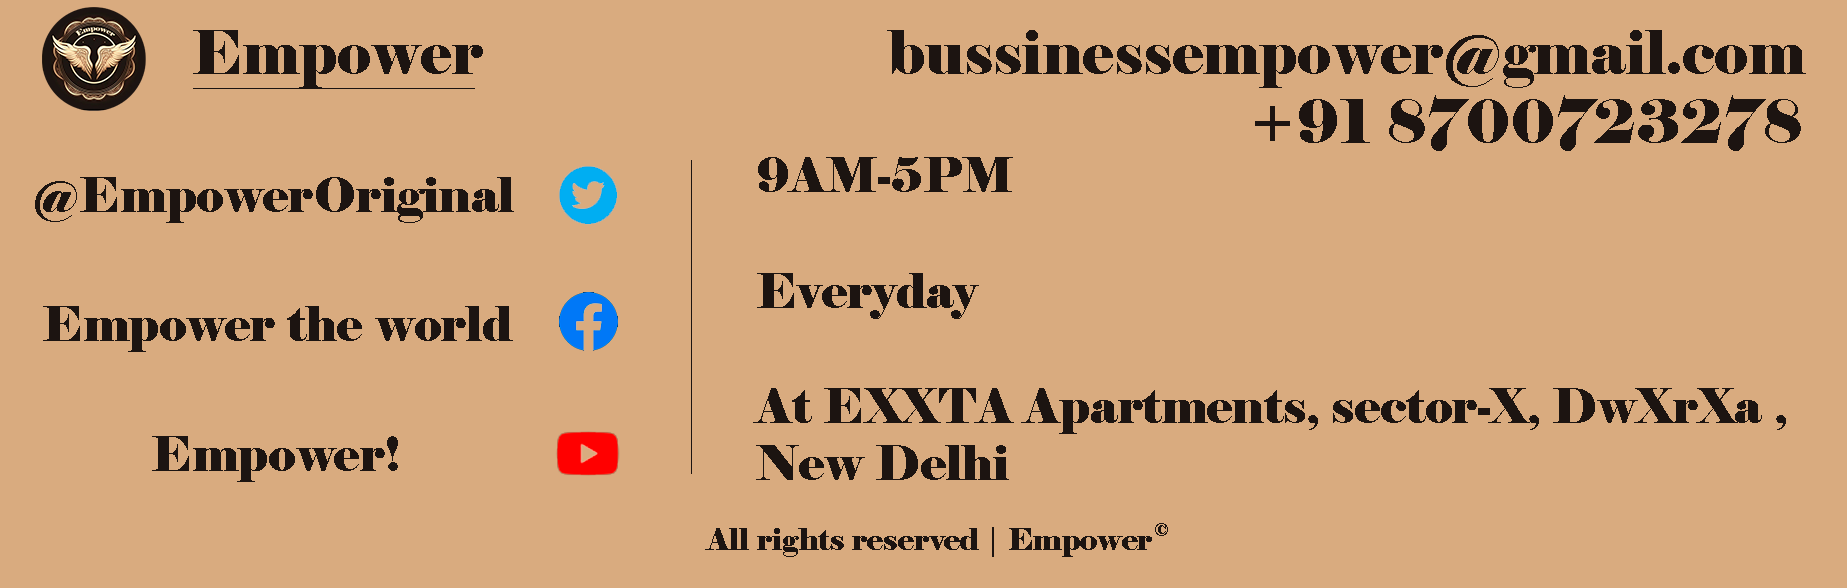 Empower
Empower
bussinessempower@gmail.com
+91 8700723278
@EmpowerOriginal
Empower the world
Empower!
9AM-5PM
Everyday
At EXXTA Apartments, sector-X, DwXrXa ,
New Delhi
All rights reserved | Empower©